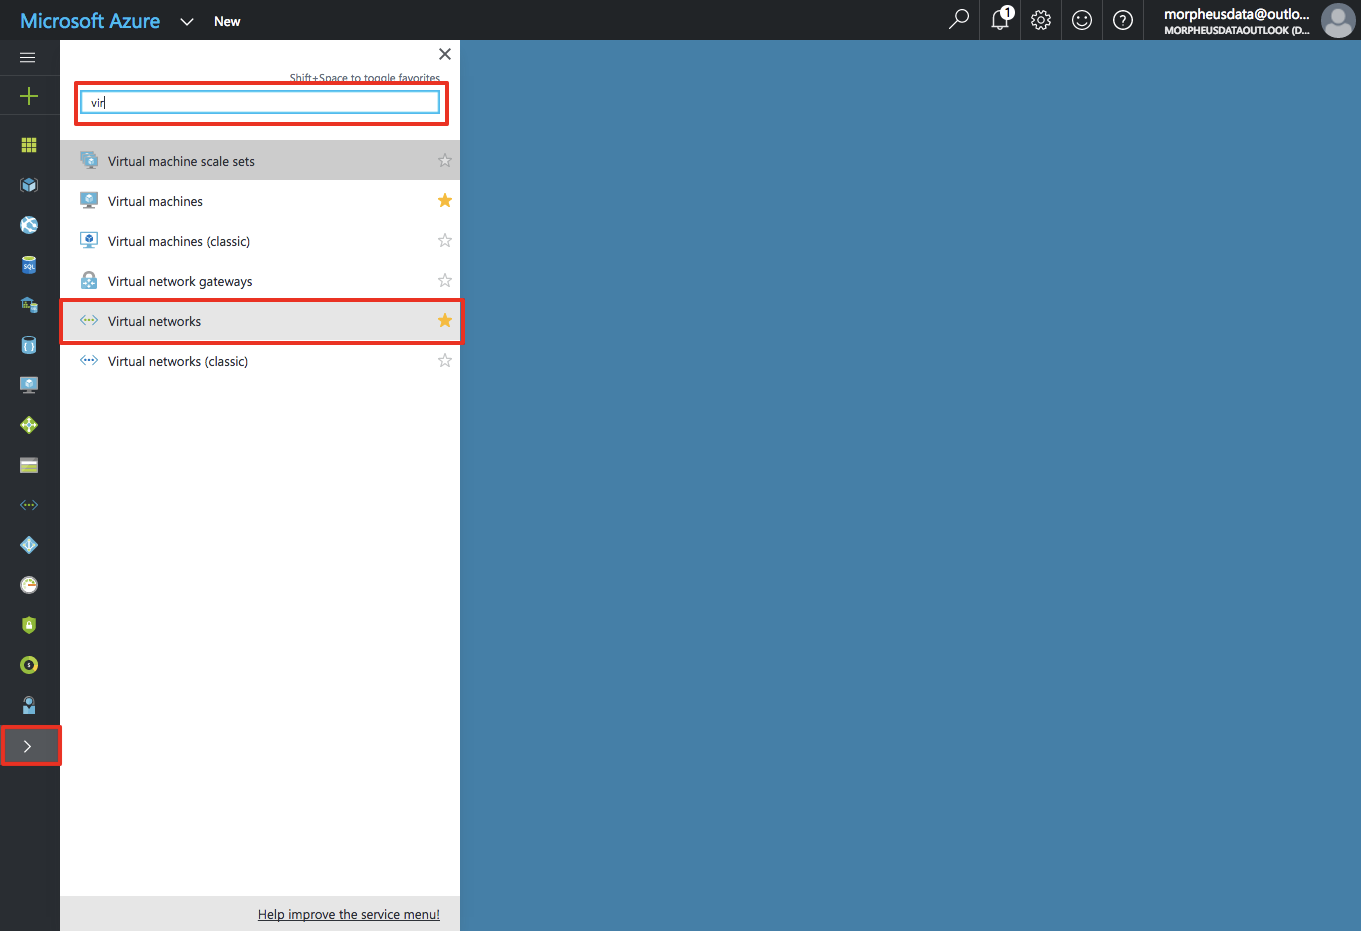 Microsoft Azure New
1
morpheusdata@outlo...
MORPHEUSDATAOUTLOOK (D...
Shift+Space to toggle favorites
vir
Virtual machine scale sets
Virtual machines
Virtual machines (classic)
Virtual network gateways
Virtual networks
Virtual networks (classic)
SQL
Help improve the service menu!